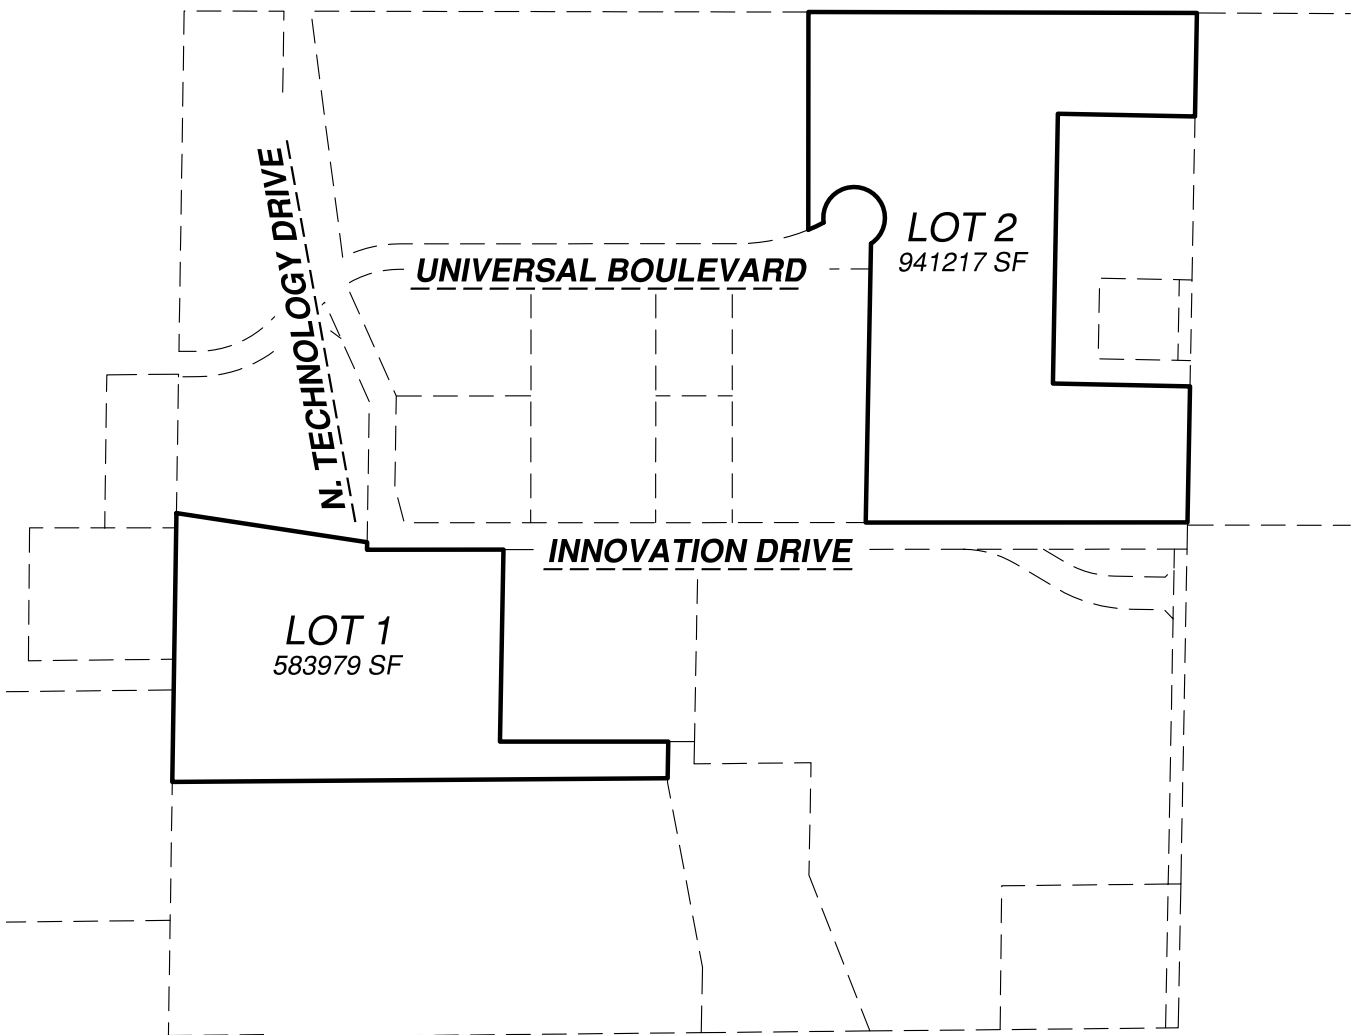 N. TECHNOLOGY DRIVE
UNIVERSAL BOULEVARD
LOT 2
941217 SF
INNOVATION DRIVE
LOT 1
583979 SF